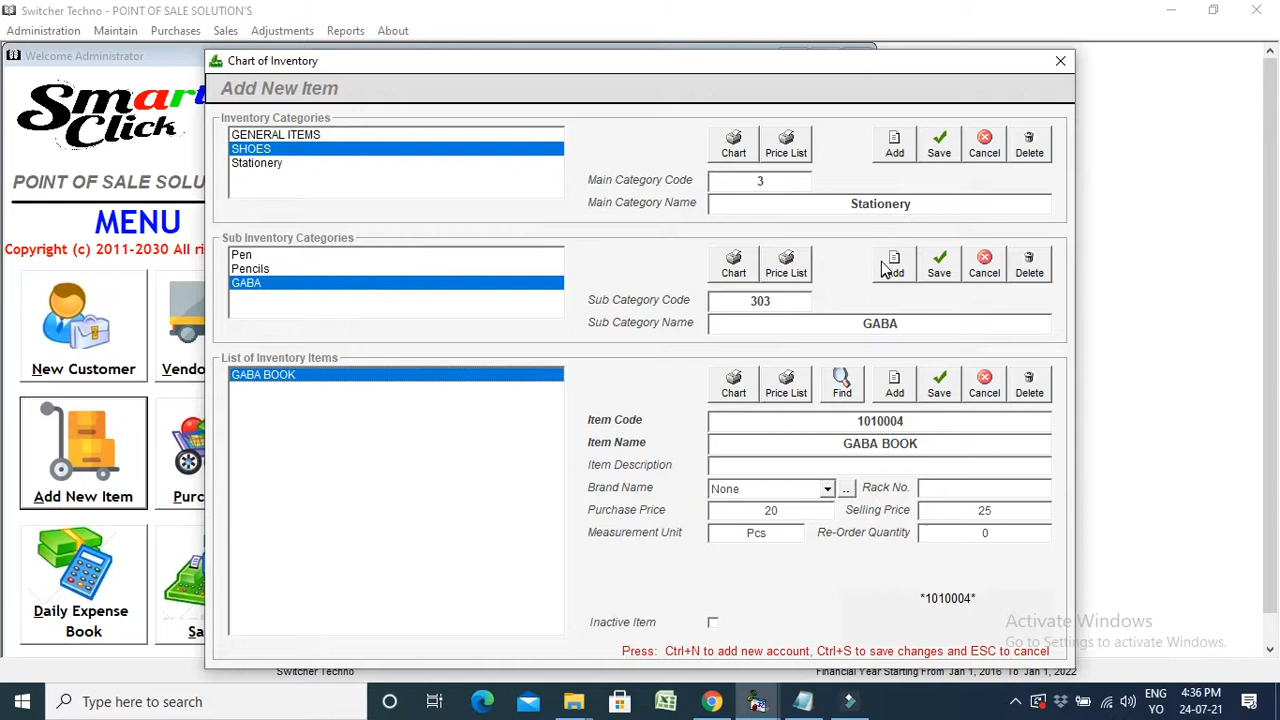 Switcher Techno - POINT OF SALE SOLUTION'S
Administration Maintain Purchases Sales Adjustments Reports About
Welcome Administrator
Smart
Click
POINT OF SALE SOLU
MENU
Copyright (c) 2011-2030 All ri
New Customer
Vendo
Add New Item
Purc
Daily Expense
Book
Sa
Chart of Inventory
Add New Item
Inventory Categories
GENERAL ITEMS
SHOES
Stationery
Chart Price List Add Save Cancel Delete
Main Category Code 3
Main Category Name Stationery
Sub Inventory Categories
Pen
Pencils
GABA
Chart Price List Add Save Cancel Delete
Sub Category Code 303
Sub Category Name GABA
List of Inventory Items
GABA BOOK
Chart Price List Find Add Save Cancel Delete
Item Code 1010004
Item Name GABA BOOK
Item Description
Brand Name None .. Rack No.
Purchase Price 20 Selling Price 25
Measurement Unit Pcs Re-Order Quantity 0
*1010004*
Inactive Item
Activate Windows
Go to Settings to activate Windows.
Press: Ctrl+N to add new account, Ctrl+S to save changes and ESC to cancel
Switcher Techno Financial Year Starting From Jan 1, 2016 To Jan 1, 2022
Type here to search
ENG
YO
4:36 PM
24-07-21